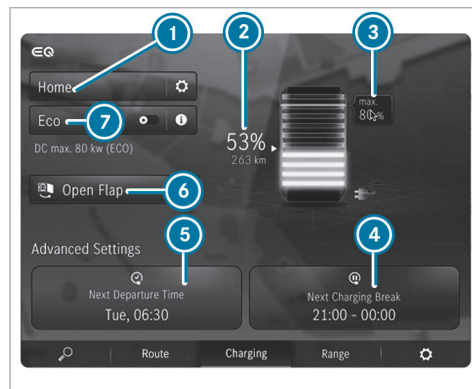 1
2
3
EQ
Home
7
Eco
DC max. 80 kw (ECO)
53%
263 km
max.
80%
Open Flap
6
Advanced Settings
5
4
Next Departure Time
Tue, 06:30
Next Charging Break
21:00 - 00:00
Route
Charging
Range